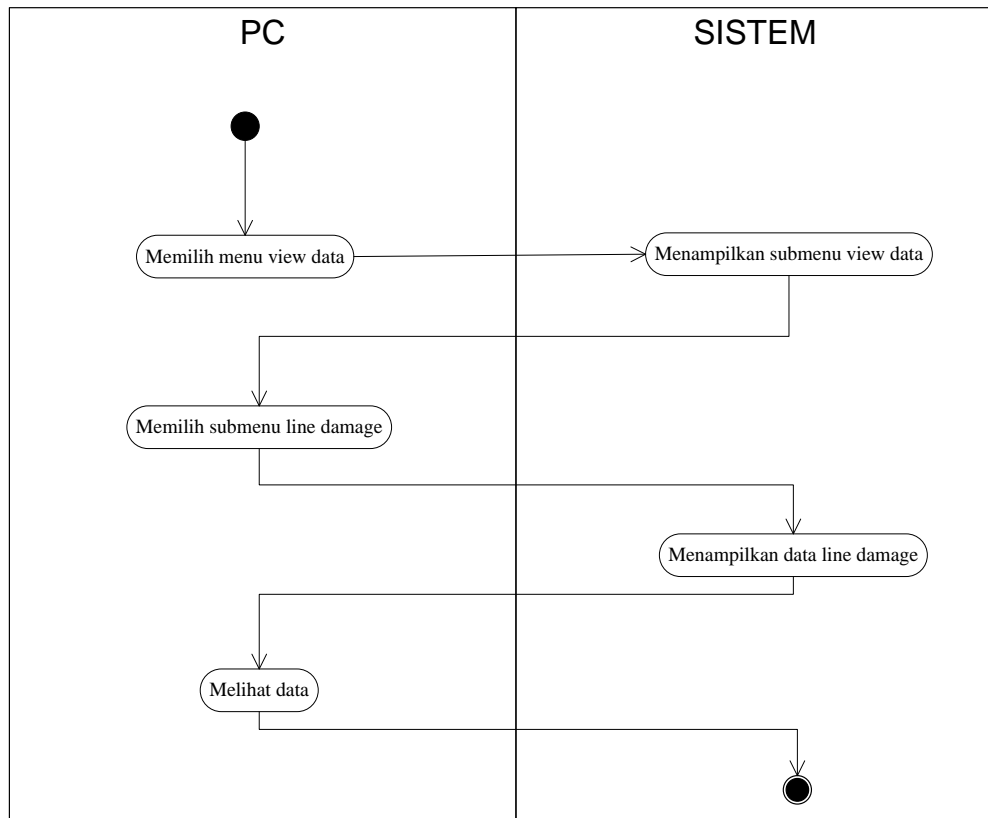 PC
SISTEM
Memilih menu view data
Menampilkan submenu view data
Memilih submenu line damage
Menampilkan data line damage
Melihat data